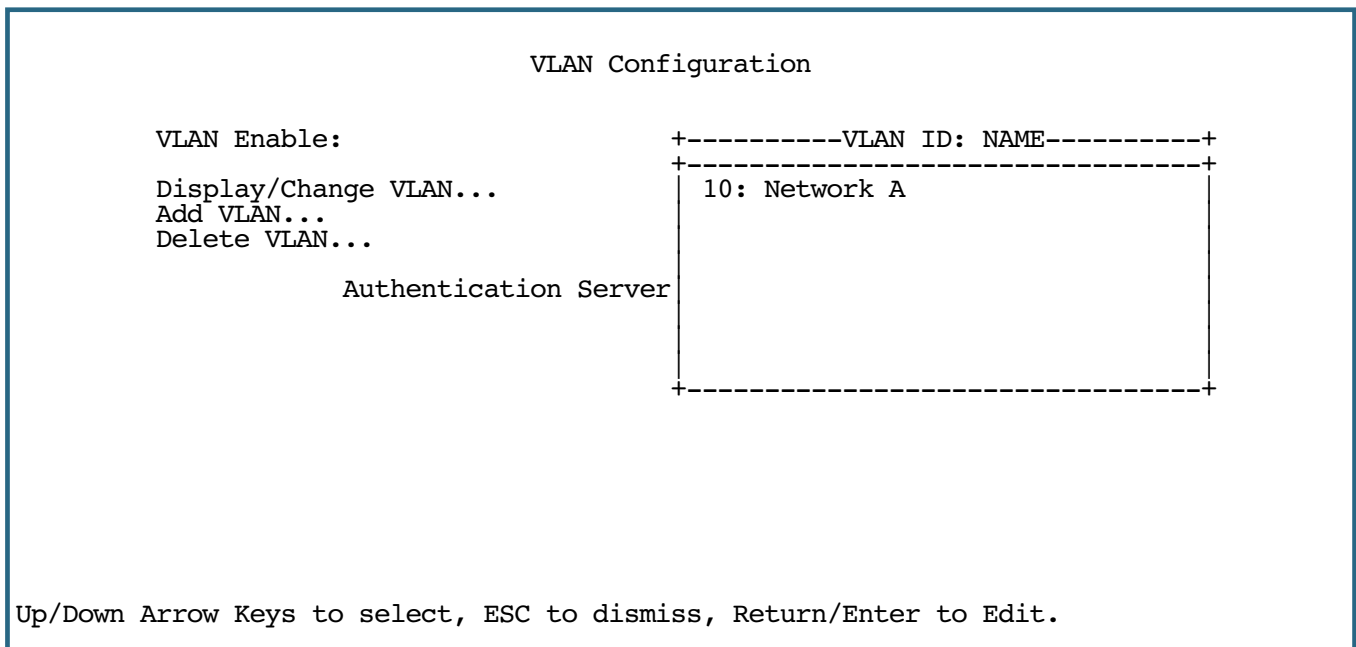 VLAN Configuration
VLAN Enable: +----------VLAN ID: NAME----------+
+---------------------------------+
Display/Change VLAN... | 10: Network A |
Add VLAN... | |
Delete VLAN... | |
| |
Authentication Server| |
| |
| |
| |
+---------------------------------+
Up/Down Arrow Keys to select, ESC to dismiss, Return/Enter to Edit.